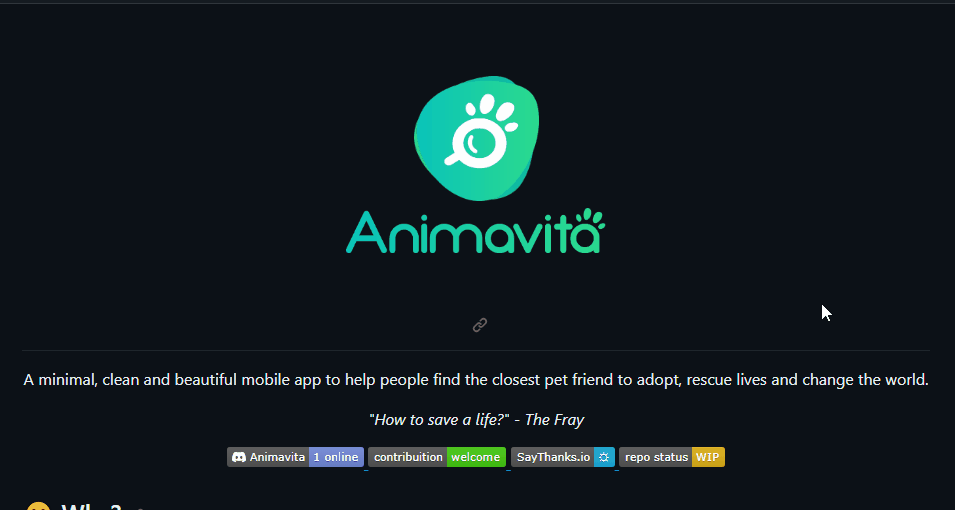 Animavita
A minimal, clean and beautiful mobile app to help people find the closest pet friend to adopt, rescue lives and change the world.
"How to save a life?" - The Fray
Animavita 1 online contribuition welcome SayThanks.io repo status WIP